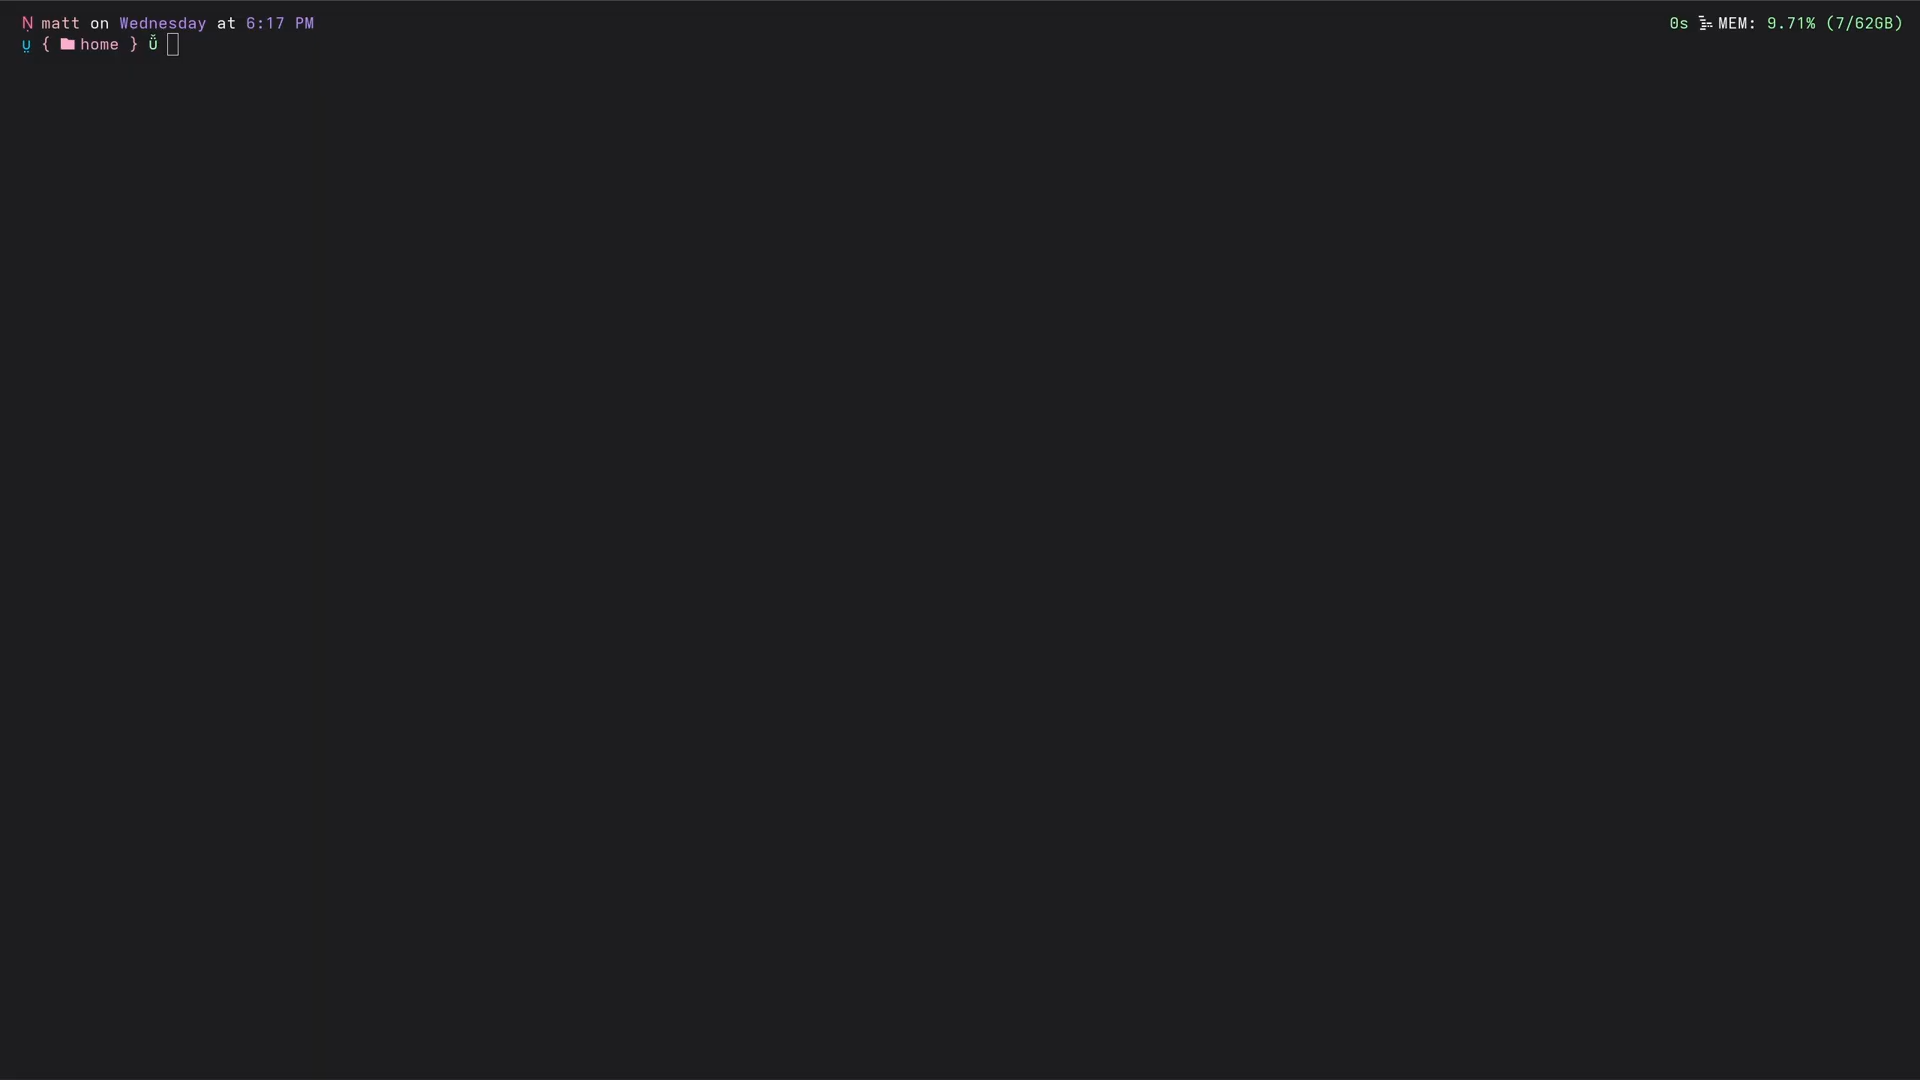 Ṇ matt on Wednesday at 6:17 PM 0s MEM: 9.71% (7/62GB)
ṳ { home } ǚ